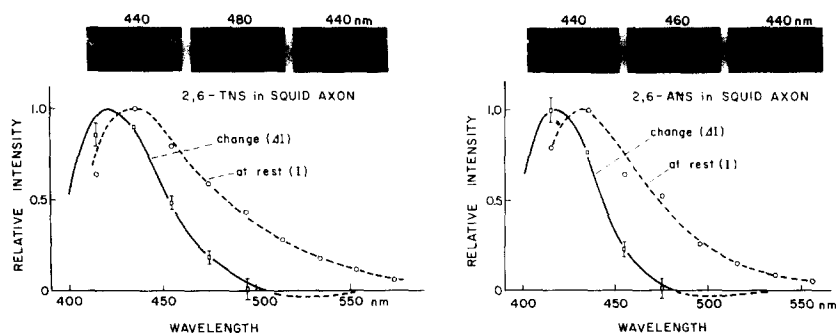 440 480 440 nm
2,6-TNS in SQUID AXON
change (ΔI)
at rest (I)
1.0
0.5
0
RELATIVE INTENSITY
400 450 500 550 nm
WAVELENGTH
440 460 440 nm
2,6-ANS in SQUID AXON
change (ΔI)
at rest (I)
1.0
0.5
0
RELATIVE INTENSITY
400 450 500 550 nm
WAVELENGTH